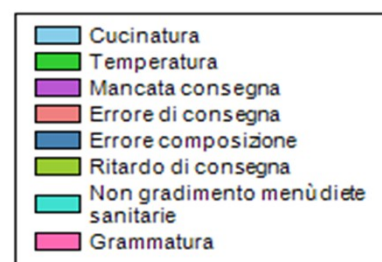 Cucinatura
Temperatura
Mancata consegna
Errore di consegna
Errore composizione
Ritardo di consegna
Non gradimento menù diete
sanitarie
Grammatura